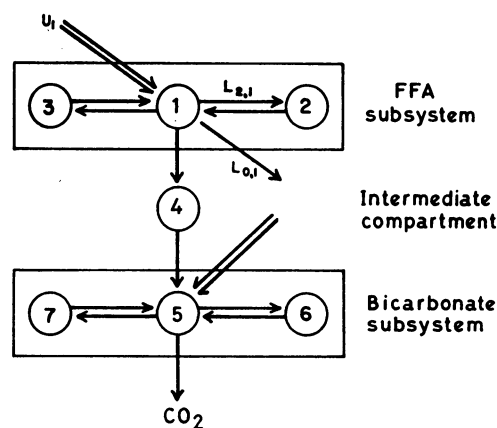 U₁
3
1
L₂,₁
2
FFA
subsystem
L₀,₁
4
Intermediate
compartment
7
5
6
Bicarbonate
subsystem
CO₂